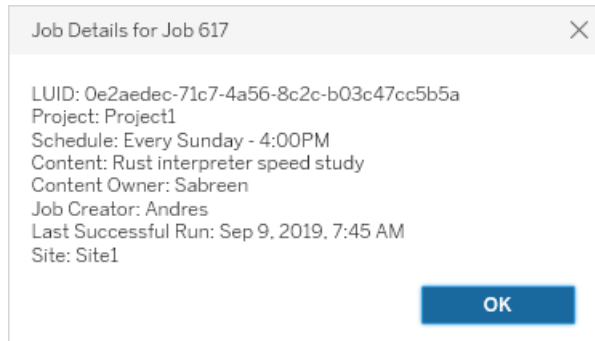 Job Details for Job 617
LUID: 0e2aedec-71c7-4a56-8c2c-b03c47cc5b5a
Project: Project1
Schedule: Every Sunday - 4:00PM
Content: Rust interpreter speed study
Content Owner: Sabreen
Job Creator: Andres
Last Successful Run: Sep 9, 2019, 7:45 AM
Site: Site1
OK